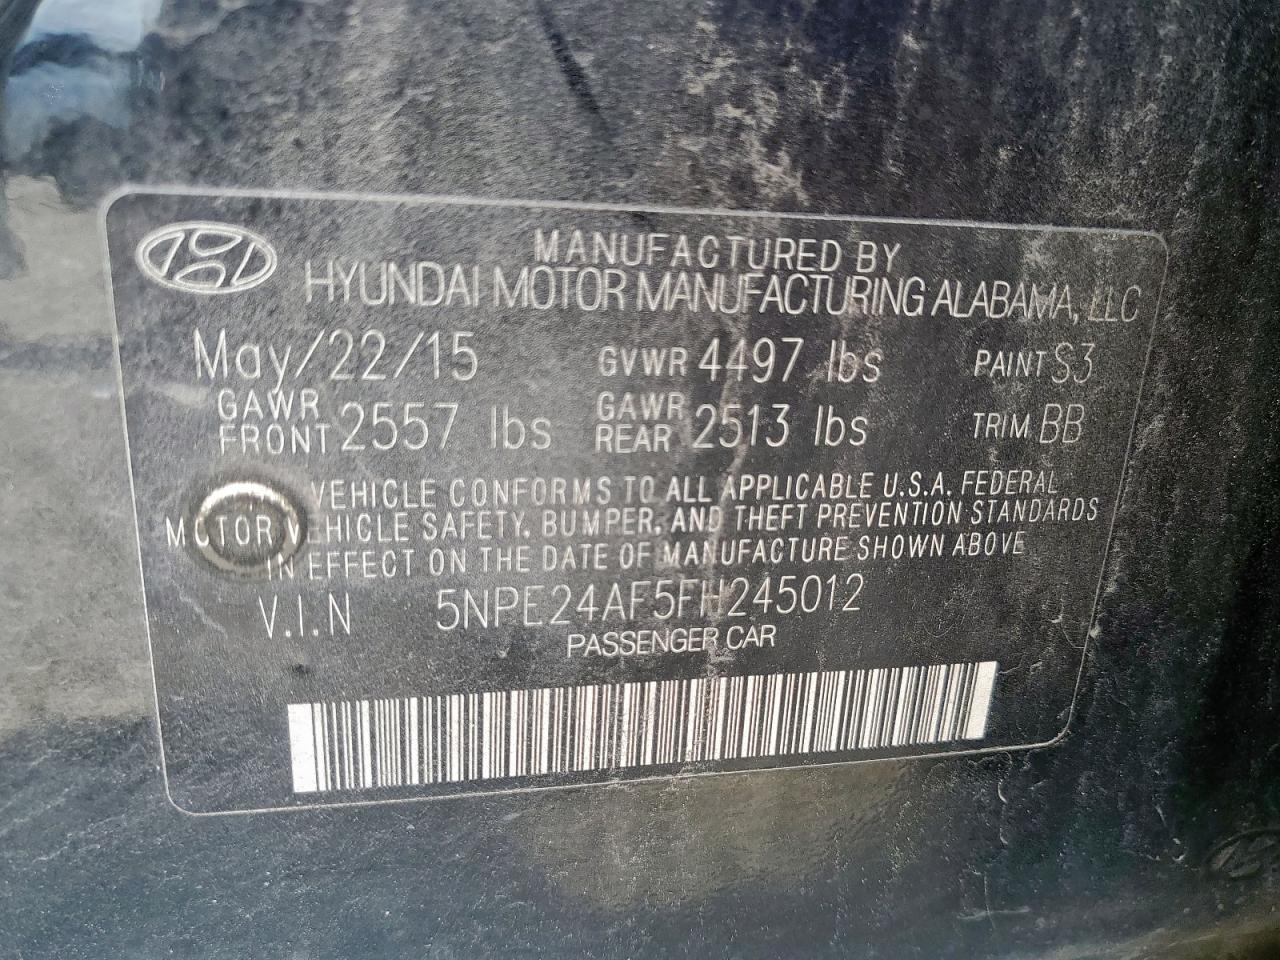 MANUFACTURED BY
HYUNDAI MOTOR MANUFACTURING ALABAMA, LLC
May/22/15 GVWR 4497 lbs PAINT S3
GAWR FRONT 2557 lbs GAWR REAR 2513 lbs TRIM BB
VEHICLE CONFORMS TO ALL APPLICABLE U.S.A. FEDERAL
MOTOR VEHICLE SAFETY, BUMPER, AND THEFT PREVENTION STANDARDS
IN EFFECT ON THE DATE OF MANUFACTURE SHOWN ABOVE
V.I.N 5NPE24AF5FH245012
PASSENGER CAR